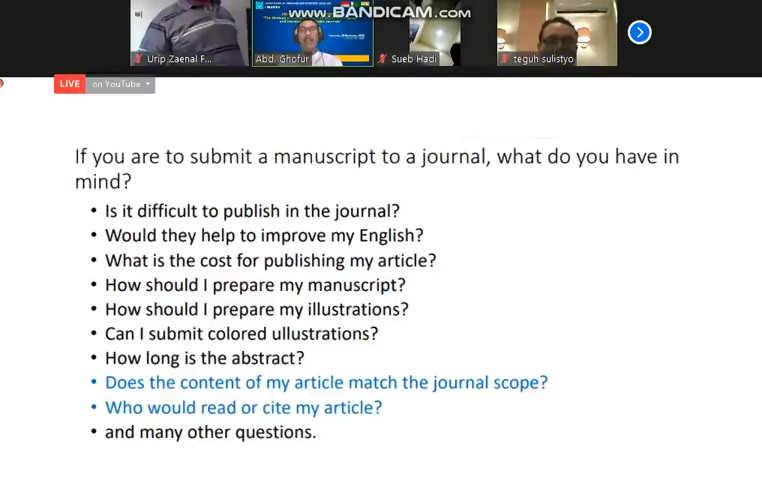 www.BANDICAM.com
Urip Zaenal F...
Abd. Ghofur
Sueb Hadi
teguh sulistyo
LIVE on YouTube
If you are to submit a manuscript to a journal, what do you have in
mind?
• Is it difficult to publish in the journal?
• Would they help to improve my English?
• What is the cost for publishing my article?
• How should I prepare my manuscript?
• How should I prepare my illustrations?
• Can I submit colored ullustrations?
• How long is the abstract?
• Does the content of my article match the journal scope?
• Who would read or cite my article?
• and many other questions.